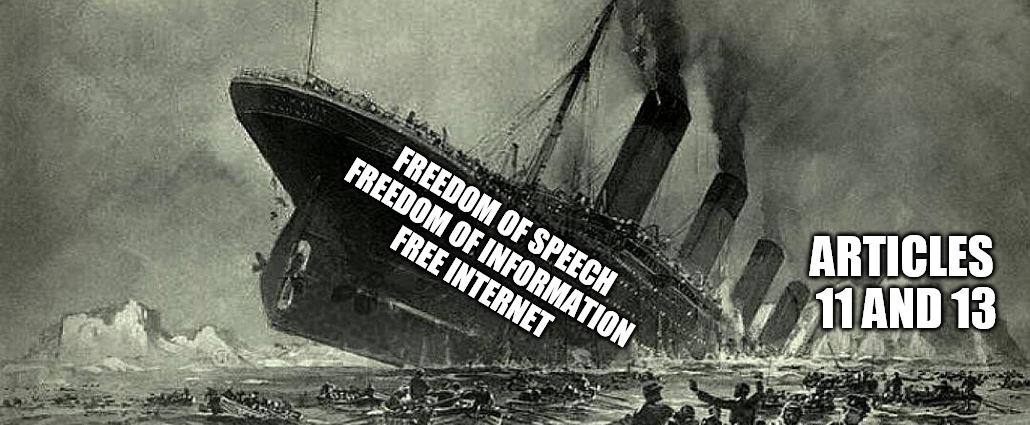 FREEDOM OF SPEECH
FREEDOM OF INFORMATION
FREE INTERNET
ARTICLES
11 AND 13